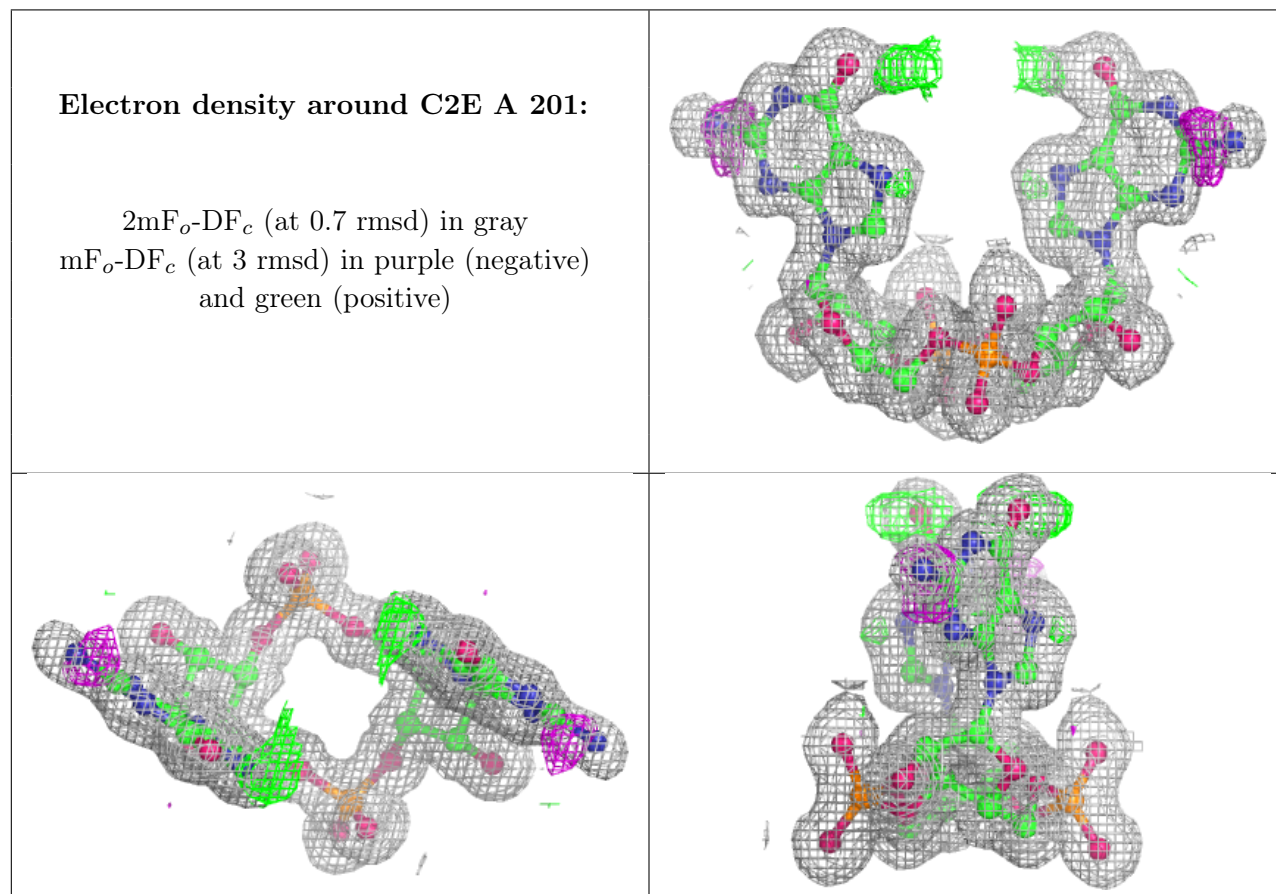 Electron density around C2E A 201:
2mFₒ-DF𝒸 (at 0.7 rmsd) in gray
mFₒ-DF𝒸 (at 3 rmsd) in purple (negative)
and green (positive)